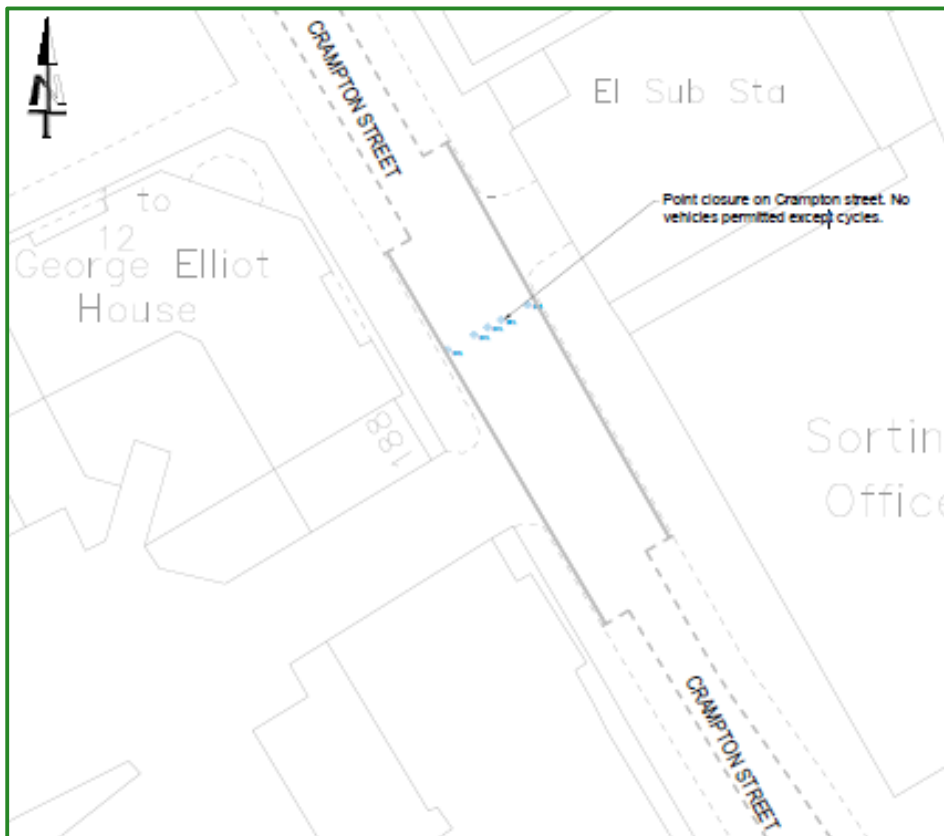 CRAMPTON STREET
El Sub Sta
Point closure on Crampton street. No
vehicles permitted except cycles.
1 to
12
George Elliot
House
188
Sortin
Office
CRAMPTON STREET